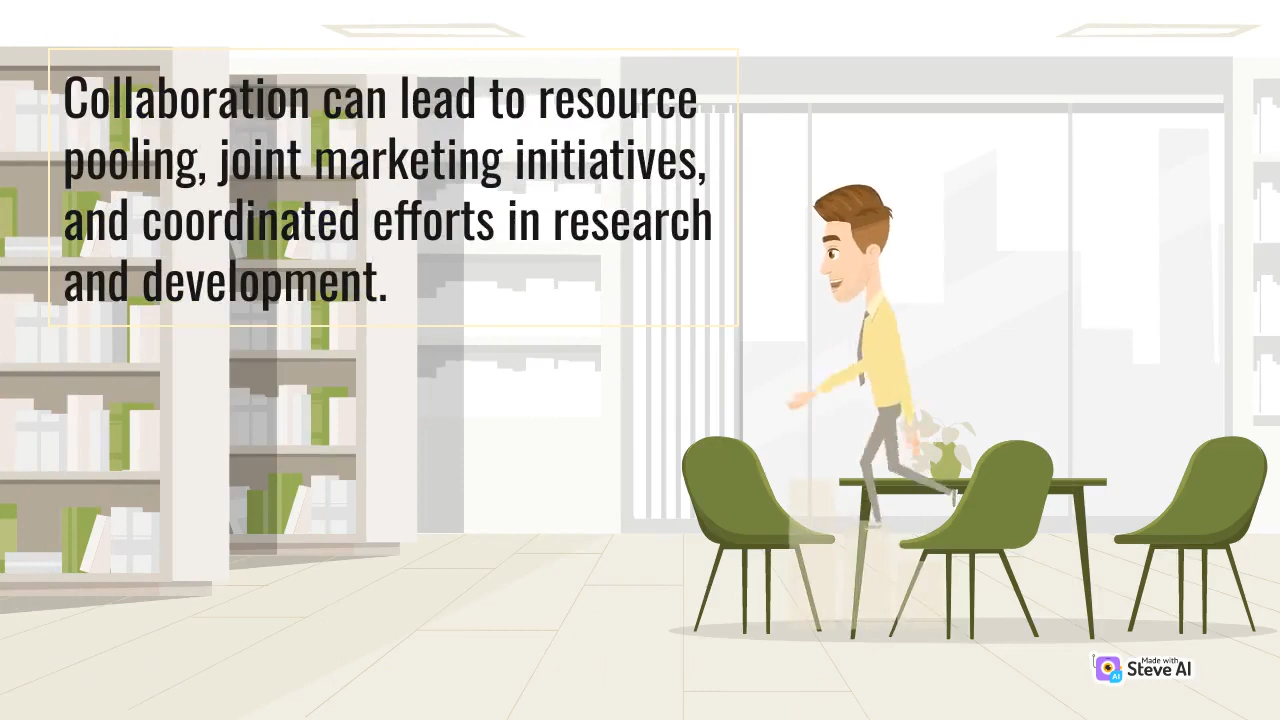 Collaboration can lead to resource
pooling, joint marketing initiatives,
and coordinated efforts in research
and development.
Made with
Steve AI
AI